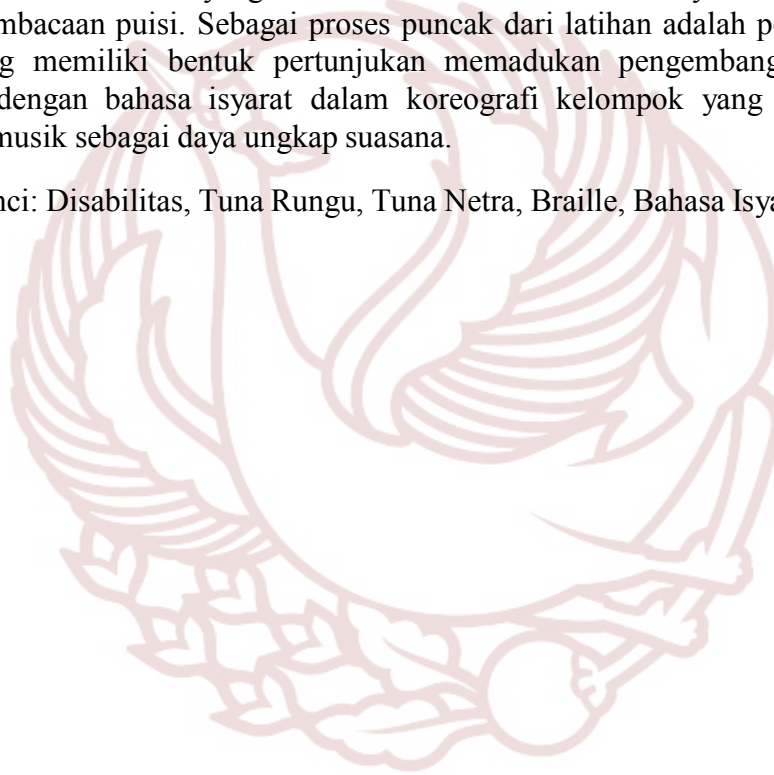 mbacaan puisi. Sebagai proses puncak dari latihan adalah pe
g memiliki bentuk pertunjukan memadukan pengembang
dengan bahasa isyarat dalam koreografi kelompok yang
musik sebagai daya ungkap suasana.
nci: Disabilitas, Tuna Rungu, Tuna Netra, Braille, Bahasa Isya